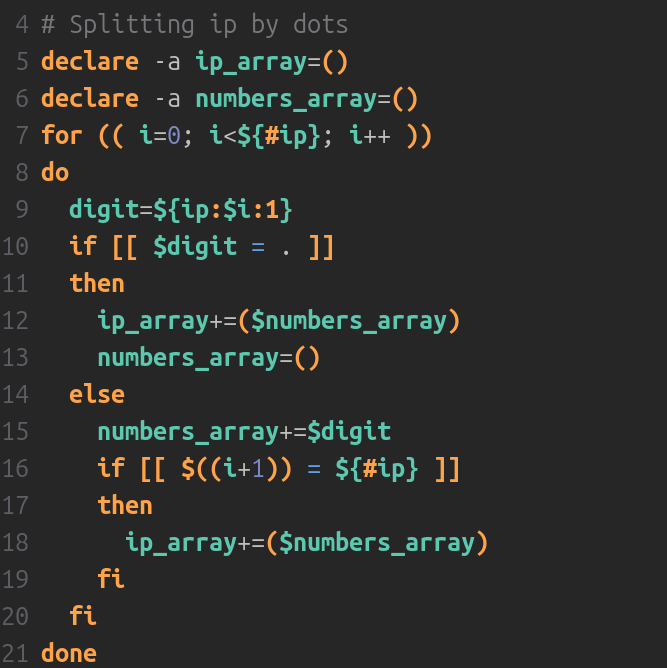 4 # Splitting ip by dots
5 declare -a ip_array=()
6 declare -a numbers_array=()
7 for (( i=0; i<${#ip}; i++ ))
8 do
9   digit=${ip:$i:1}
10   if [[ $digit = . ]]
11   then
12     ip_array+=($numbers_array)
13     numbers_array=()
14   else
15     numbers_array+=$digit
16     if [[ $((i+1)) = ${#ip} ]]
17     then
18       ip_array+=($numbers_array)
19     fi
20   fi
21 done